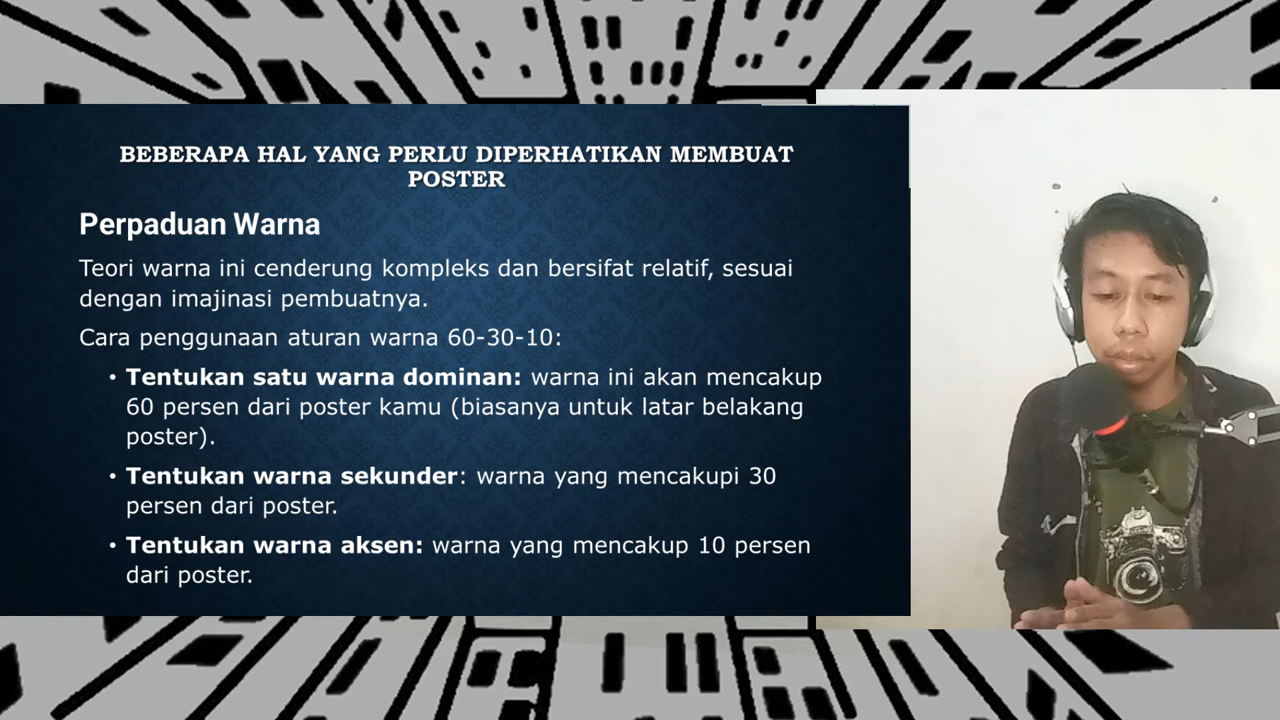 BEBERAPA HAL YANG PERLU DIPERHATIKAN MEMBUAT
POSTER
Perpaduan Warna
Teori warna ini cenderung kompleks dan bersifat relatif, sesuai
dengan imajinasi pembuatnya.
Cara penggunaan aturan warna 60-30-10:
• Tentukan satu warna dominan: warna ini akan mencakup
60 persen dari poster kamu (biasanya untuk latar belakang
poster).
• Tentukan warna sekunder: warna yang mencakupi 30
persen dari poster.
• Tentukan warna aksen: warna yang mencakup 10 persen
dari poster.